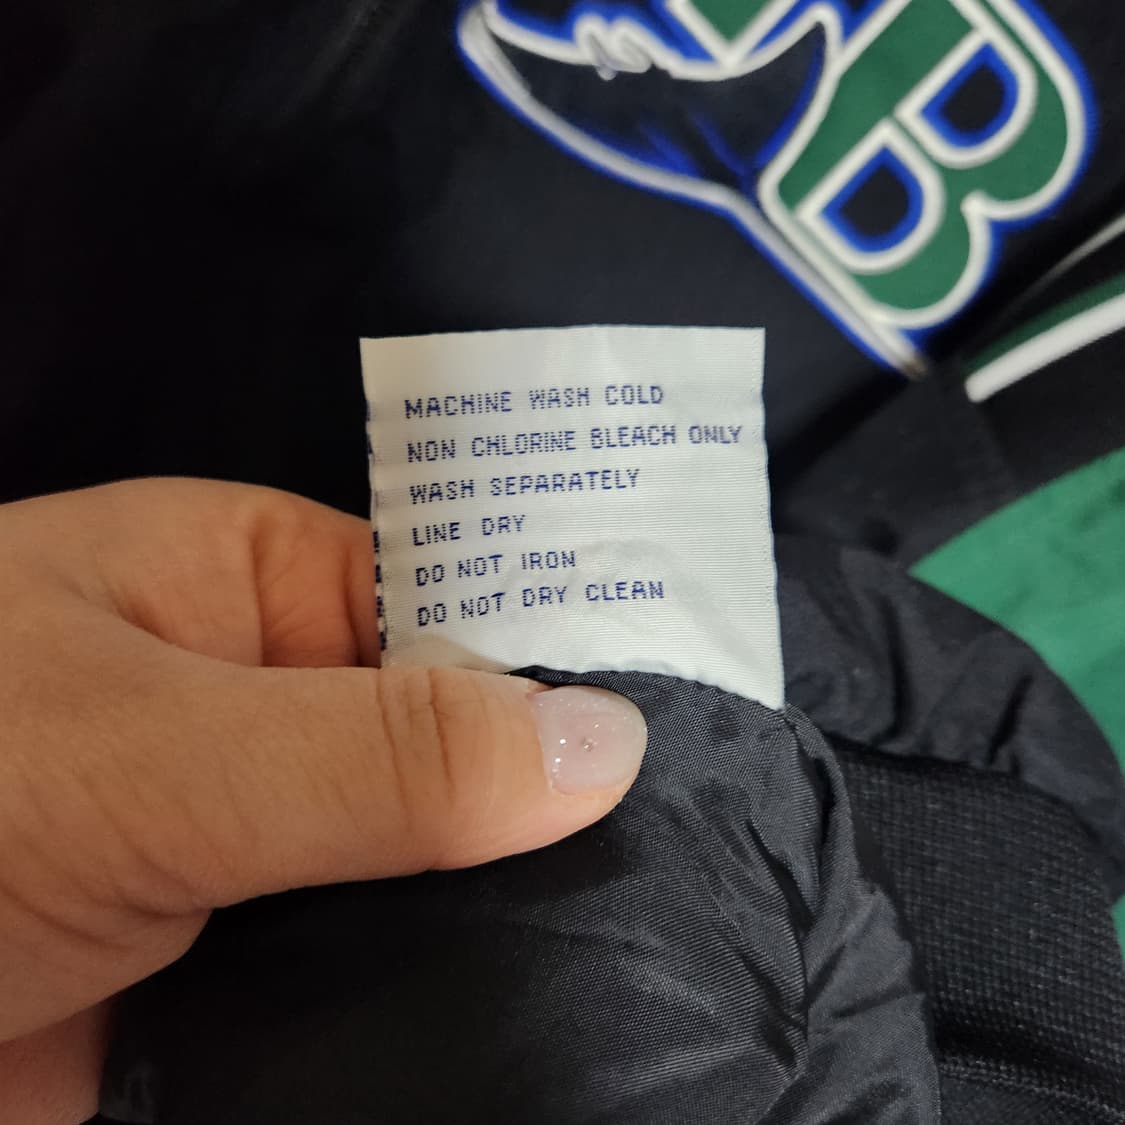 B
MACHINE WASH COLD
NON CHLORINE BLEACH ONLY
WASH SEPARATELY
LINE DRY
DO NOT IRON
DO NOT DRY CLEAN